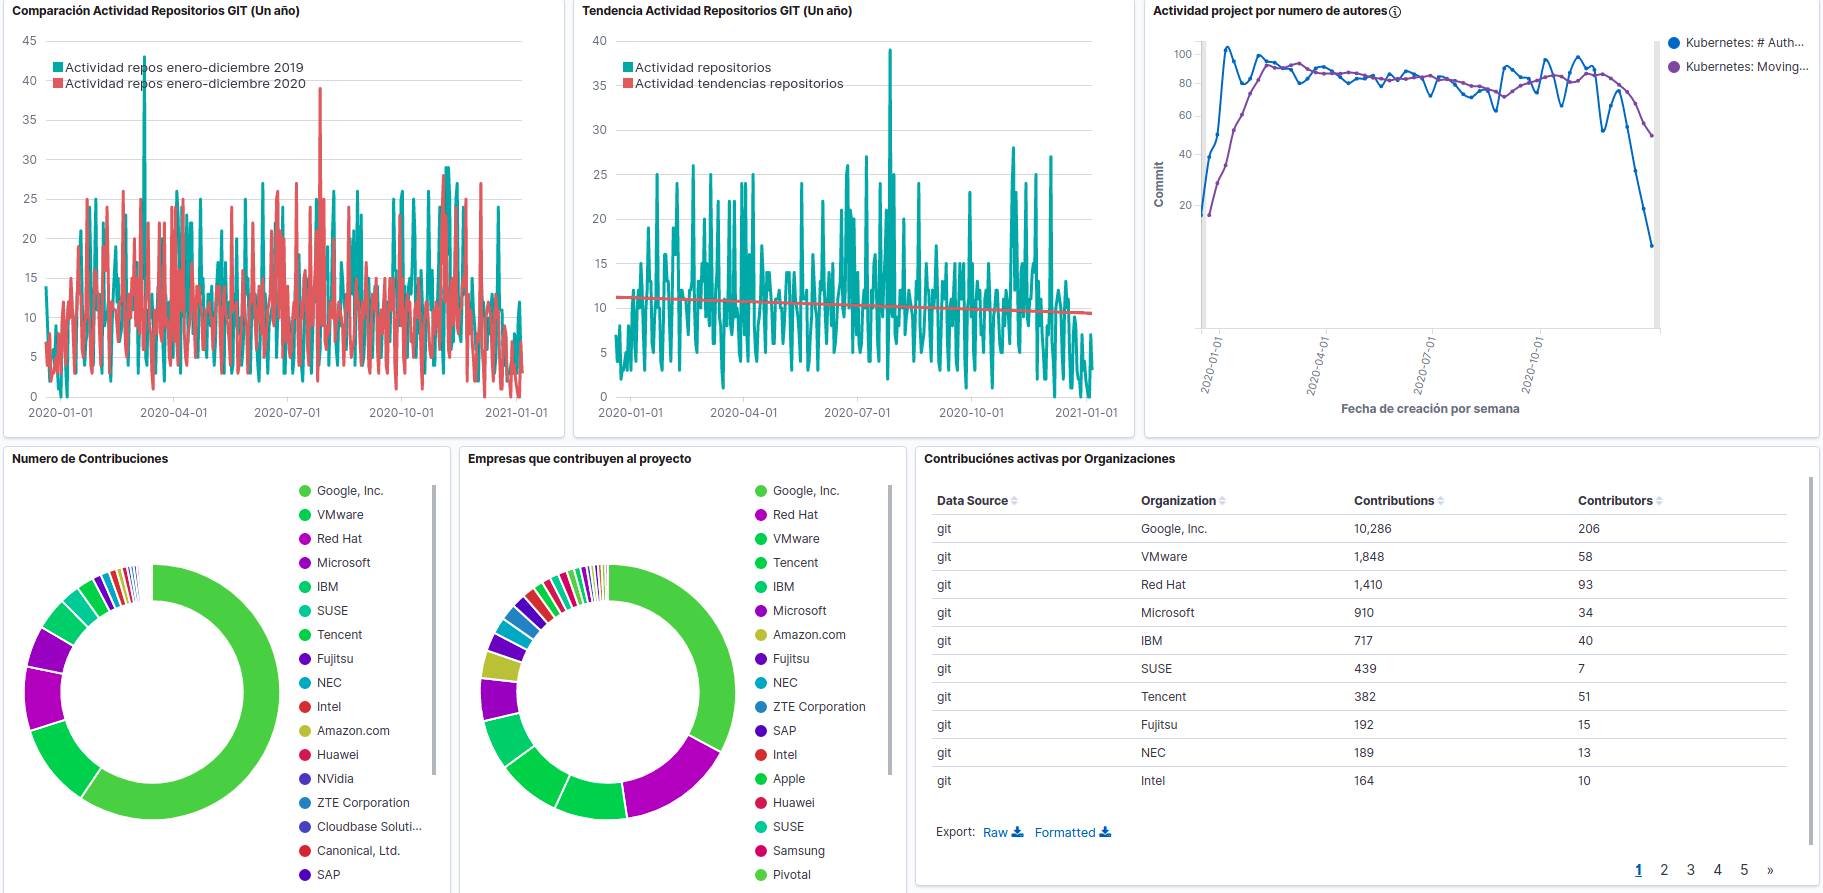 Comparación Actividad Repositorios GIT (Un año)
45
40
35
30
25
20
15
10
5
0
Actividad repos enero-diciembre 2019
Actividad repos enero-diciembre 2020
2020-01-01
2020-04-01
2020-07-01
2020-10-01
2021-01-01
Tendencia Actividad Repositorios GIT (Un año)
40
35
30
25
20
15
10
5
0
Actividad repositorios
Actividad tendencias repositorios
2020-01-01
2020-04-01
2020-07-01
2020-10-01
2021-01-01
Actividad project por numero de autores
100
80
60
40
20
Commit
2020-01-01
2020-04-01
2020-07-01
2020-10-01
Fecha de creación por semana
Kubernetes: # Auth...
Kubernetes: Moving...
Numero de Contribuciones
Google, Inc.
VMware
Red Hat
Microsoft
IBM
SUSE
Tencent
Fujitsu
NEC
Intel
Amazon.com
Huawei
NVidia
ZTE Corporation
Cloudbase Soluti...
Canonical, Ltd.
SAP
Empresas que contribuyen al proyecto
Google, Inc.
Red Hat
VMware
Tencent
IBM
Microsoft
Amazon.com
Fujitsu
NEC
ZTE Corporation
SAP
Intel
Apple
Huawei
SUSE
Samsung
Pivotal
Contribuciónes activas por Organizaciones
Data Source Organization Contributions Contributors
git Google, Inc. 10,286 206
git VMware 1,848 58
git Red Hat 1,410 93
git Microsoft 910 34
git IBM 717 40
git SUSE 439 7
git Tencent 382 51
git Fujitsu 192 15
git NEC 189 13
git Intel 164 10
Export: Raw Formatted
1 2 3 4 5 »